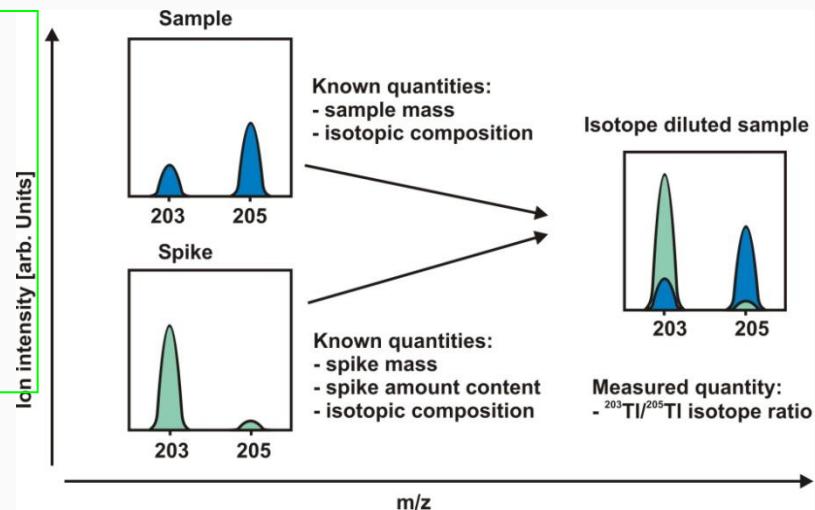 Sample
Known quantities:
- sample mass
- isotopic composition
203 205
Isotope diluted sample
203 205
Spike
Known quantities:
- spike mass
- spike amount content
- isotopic composition
203 205
Measured quantity:
- ²⁰³Tl/²⁰⁵Tl isotope ratio
Ion intensity [arb. Units]
m/z